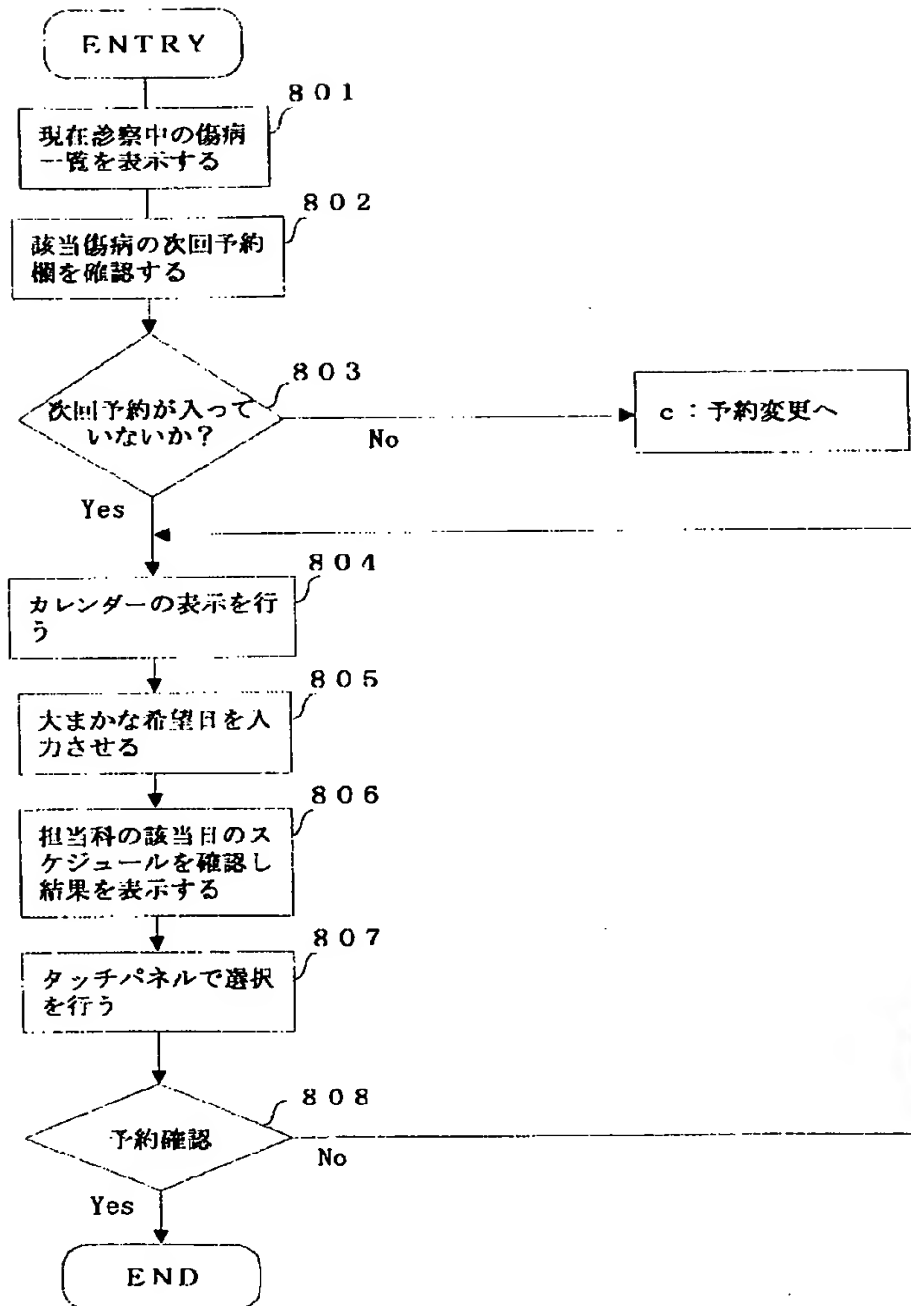 ENTRY
801
現在診察中の傷病
一覧を表示する
802
該当傷病の次回予約
欄を確認する
803
次回予約が入って
いないか？
No
c：予約変更へ
Yes
804
カレンダーの表示を行
う
805
大まかな希望日を入
力させる
806
担当科の該当日のス
ケジュールを確認し
結果を表示する
807
タッチパネルで選択
を行う
808
予約確認
No
Yes
END